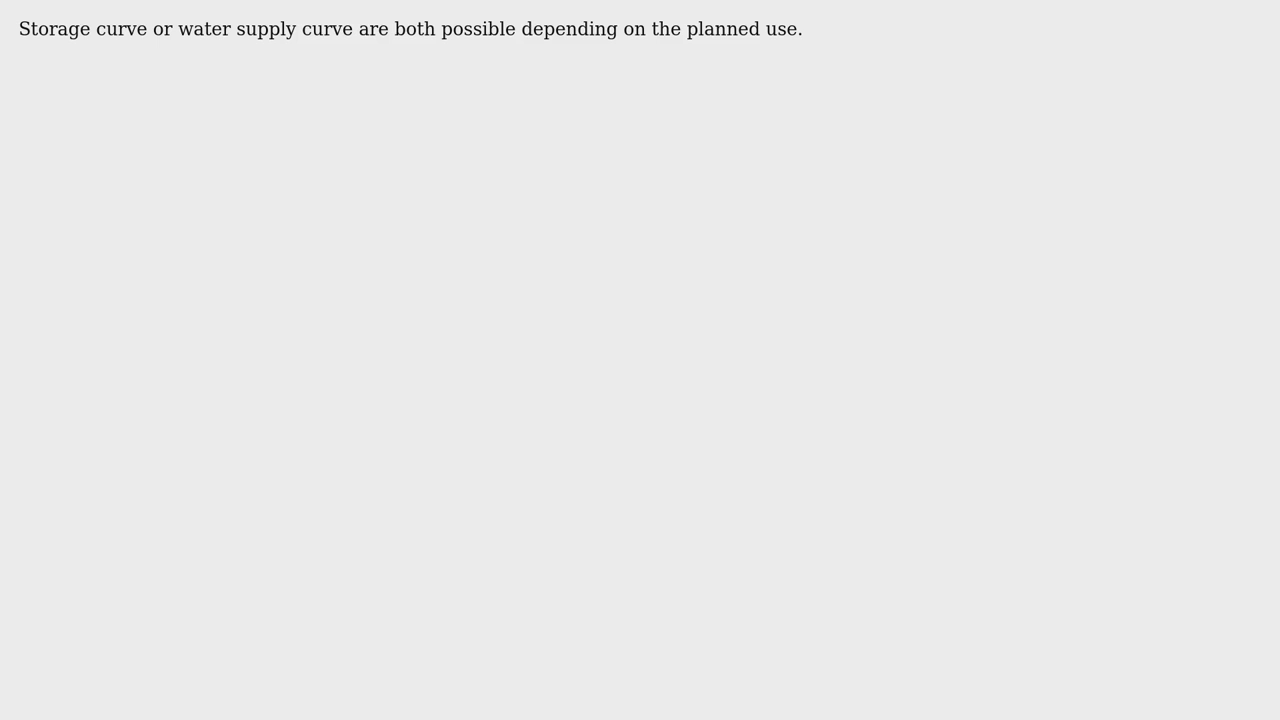 Storage curve or water supply curve are both possible depending on the planned use.